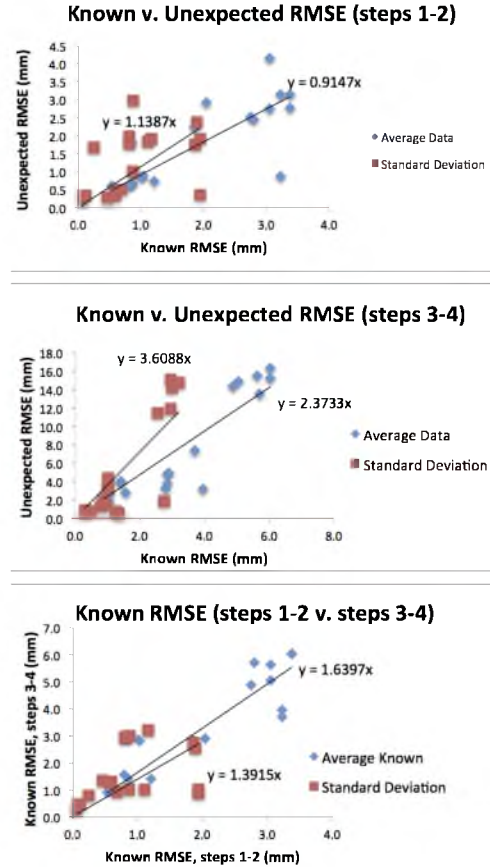 Known v. Unexpected RMSE (steps 1-2)
Unexpected RMSE (mm)
4.5
4.0
3.5
3.0
2.5
2.0
1.5
1.0
0.5
0.0
y = 1.1387x
y = 0.9147x
Average Data
Standard Deviation
0.0 1.0 2.0 3.0 4.0
Known RMSE (mm)
Known v. Unexpected RMSE (steps 3-4)
Unexpected RMSE (mm)
18.0
16.0
14.0
12.0
10.0
8.0
6.0
4.0
2.0
0.0
y = 3.6088x
y = 2.3733x
Average Data
Standard Deviation
0.0 2.0 4.0 6.0 8.0
Known RMSE (mm)
Known RMSE (steps 1-2 v. steps 3-4)
Known RMSE, steps 3-4 (mm)
7.0
6.0
5.0
4.0
3.0
2.0
1.0
0.0
y = 1.6397x
y = 1.3915x
Average Known
Standard Deviation
0.0 1.0 2.0 3.0 4.0
Known RMSE, steps 1-2 (mm)